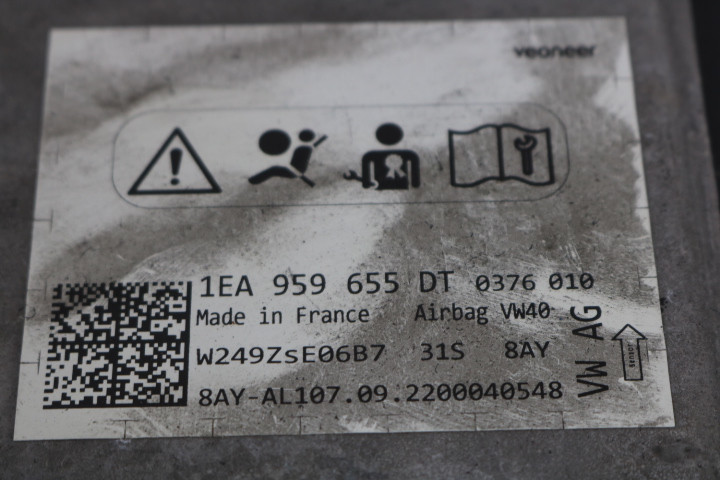 veoneer
1EA 959 655 DT 0376 010
Made in France Airbag VW40
W249ZsE06B7 31S 8AY
8AY-AL107.09.2200040548
VW AG